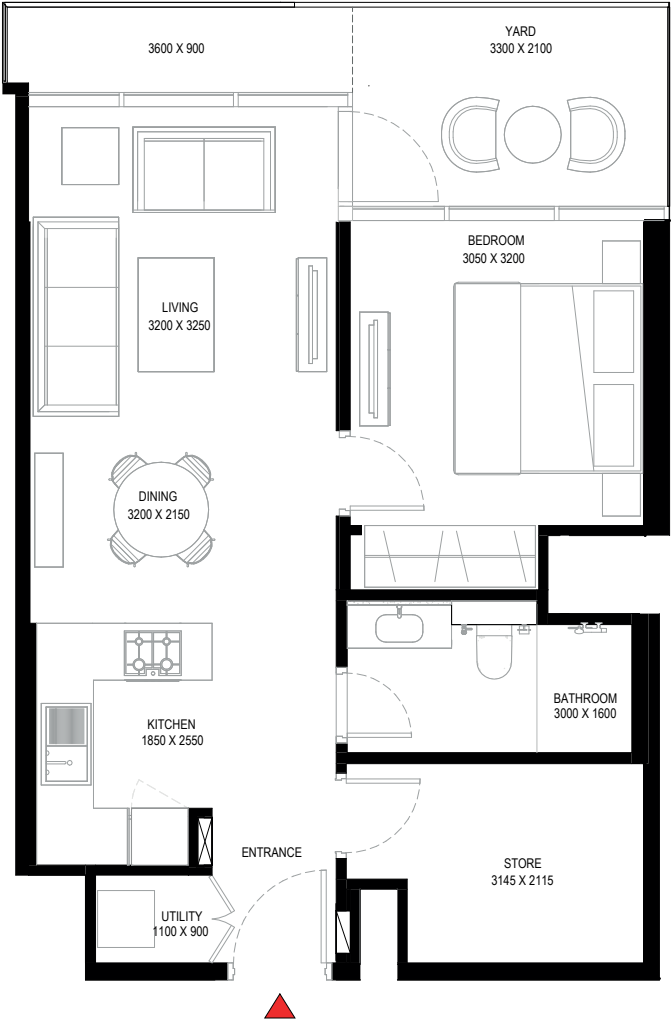 YARD
3300 X 2100
3600 X 900
BEDROOM
3050 X 3200
LIVING
3200 X 3250
DINING
3200 X 2150
BATHROOM
3000 X 1600
KITCHEN
1850 X 2550
ENTRANCE
STORE
3145 X 2115
UTILITY
1100 X 900